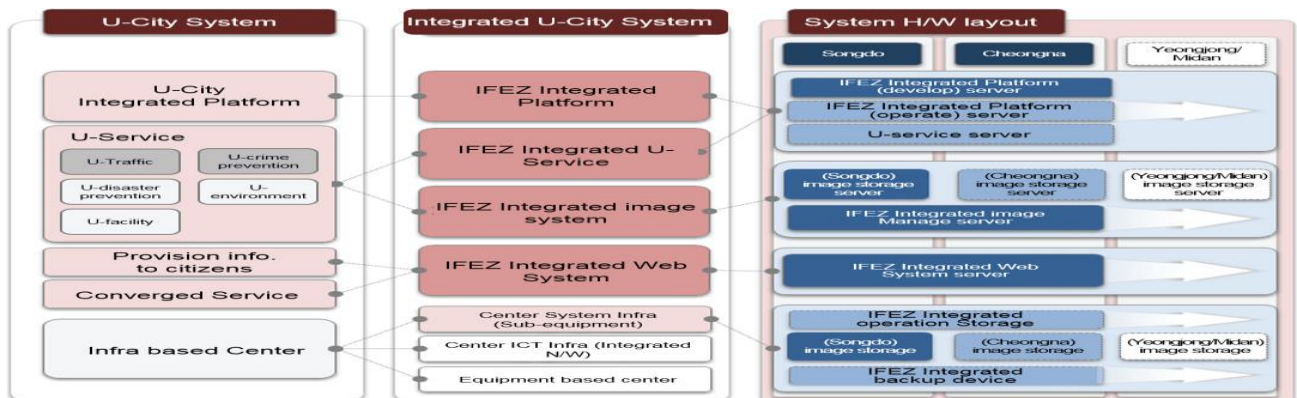 U-City System
U-City
Integrated Platform
U-Service
U-Traffic
U-crime
prevention
U-disaster
prevention
U-
environment
U-facility
Provision info.
to citizens
Converged Service
Infra based Center
Integrated U-City System
IFEZ Integrated
Platform
IFEZ Integrated U-
Service
IFEZ Integrated image
system
IFEZ Integrated Web
System
Center System Infra
(Sub-equipment)
Center ICT Infra (Integrated
N/W)
Equipment based center
System H/W layout
Songdo
Cheongna
Yeongjong/
Midan
IFEZ Integrated Platform
(develop) server
IFEZ Integrated Platform
(operate) server
U-service server
(Songdo)
image storage
server
(Cheongna)
image storage
server
(Yeongjong/Midan)
image storage
server
IFEZ Integrated image
Manage server
IFEZ Integrated Web
System server
IFEZ Integrated
operation Storage
(Songdo)
image storage
(Cheongna)
image storage
(Yeongjong/Midan)
image storage
IFEZ Integrated
backup device